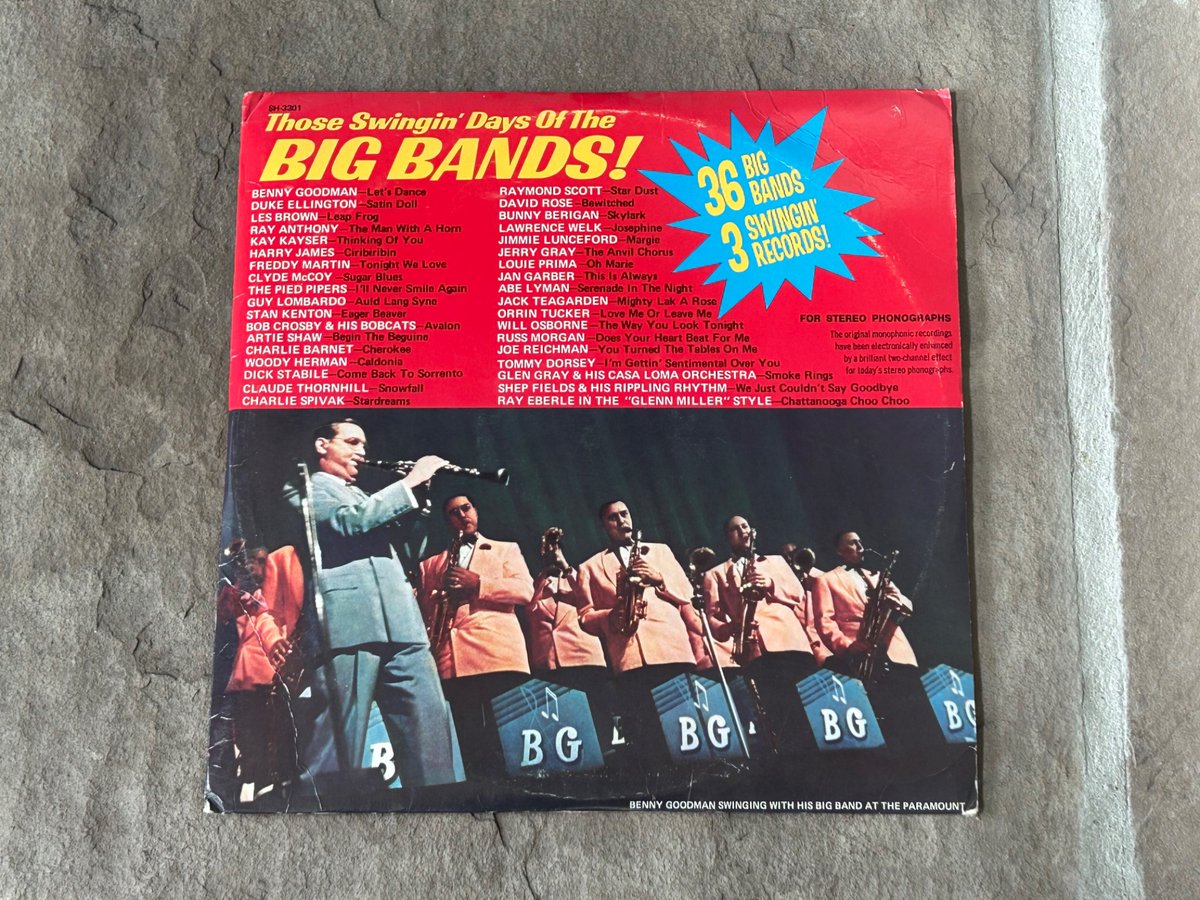 SH-3301
Those Swingin' Days Of The
BIG BANDS!
BENNY GOODMAN—Let's Dance
DUKE ELLINGTON—Satin Doll
LES BROWN—Leap Frog
RAY ANTHONY—The Man With A Horn
KAY KAYSER—Thinking Of You
HARRY JAMES—Ciribiribin
FREDDY MARTIN—Tonight We Love
CLYDE McCOY—Sugar Blues
THE PIED PIPERS—I'll Never Smile Again
GUY LOMBARDO—Auld Lang Syne
STAN KENTON—Eager Beaver
BOB CROSBY & HIS BOBCATS—Avalon
ARTIE SHAW—Begin The Beguine
CHARLIE BARNET—Cherokee
WOODY HERMAN—Caldonia
DICK STABILE—Come Back To Sorrento
CLAUDE THORNHILL—Snowfall
CHARLIE SPIVAK—Stardreams
RAYMOND SCOTT—Star Dust
DAVID ROSE—Bewitched
BUNNY BERIGAN—Skylark
LAWRENCE WELK—Josephine
JIMMIE LUNCEFORD—Margie
JERRY GRAY—The Anvil Chorus
LOUIE PRIMA—Oh Marie
JAN GARBER—This Is Always
ABE LYMAN—Serenade In The Night
JACK TEAGARDEN—Mighty Lak A Rose
ORRIN TUCKER—Love Me Or Leave Me
WILL OSBORNE—The Way You Look Tonight
RUSS MORGAN—Does Your Heart Beat For Me
JOE REICHMAN—You Turned The Tables On Me
TOMMY DORSEY—I'm Gettin' Sentimental Over You
GLEN GRAY & HIS CASA LOMA ORCHESTRA—Smoke Rings
SHEP FIELDS & HIS RIPPLING RHYTHM—We Just Couldn't Say Goodbye
RAY EBERLE IN THE "GLENN MILLER" STYLE—Chattanooga Choo Choo
36 BIG BANDS
3 SWINGIN' RECORDS!
FOR STEREO PHONOGRAPHS
The original monophonic recordings
have been electronically enhanced
by a brilliant two-channel effect
for today's stereo phonographs.
B
BG
BG
BG
BG
BENNY GOODMAN SWINGING WITH HIS BIG BAND AT THE PARAMOUNT